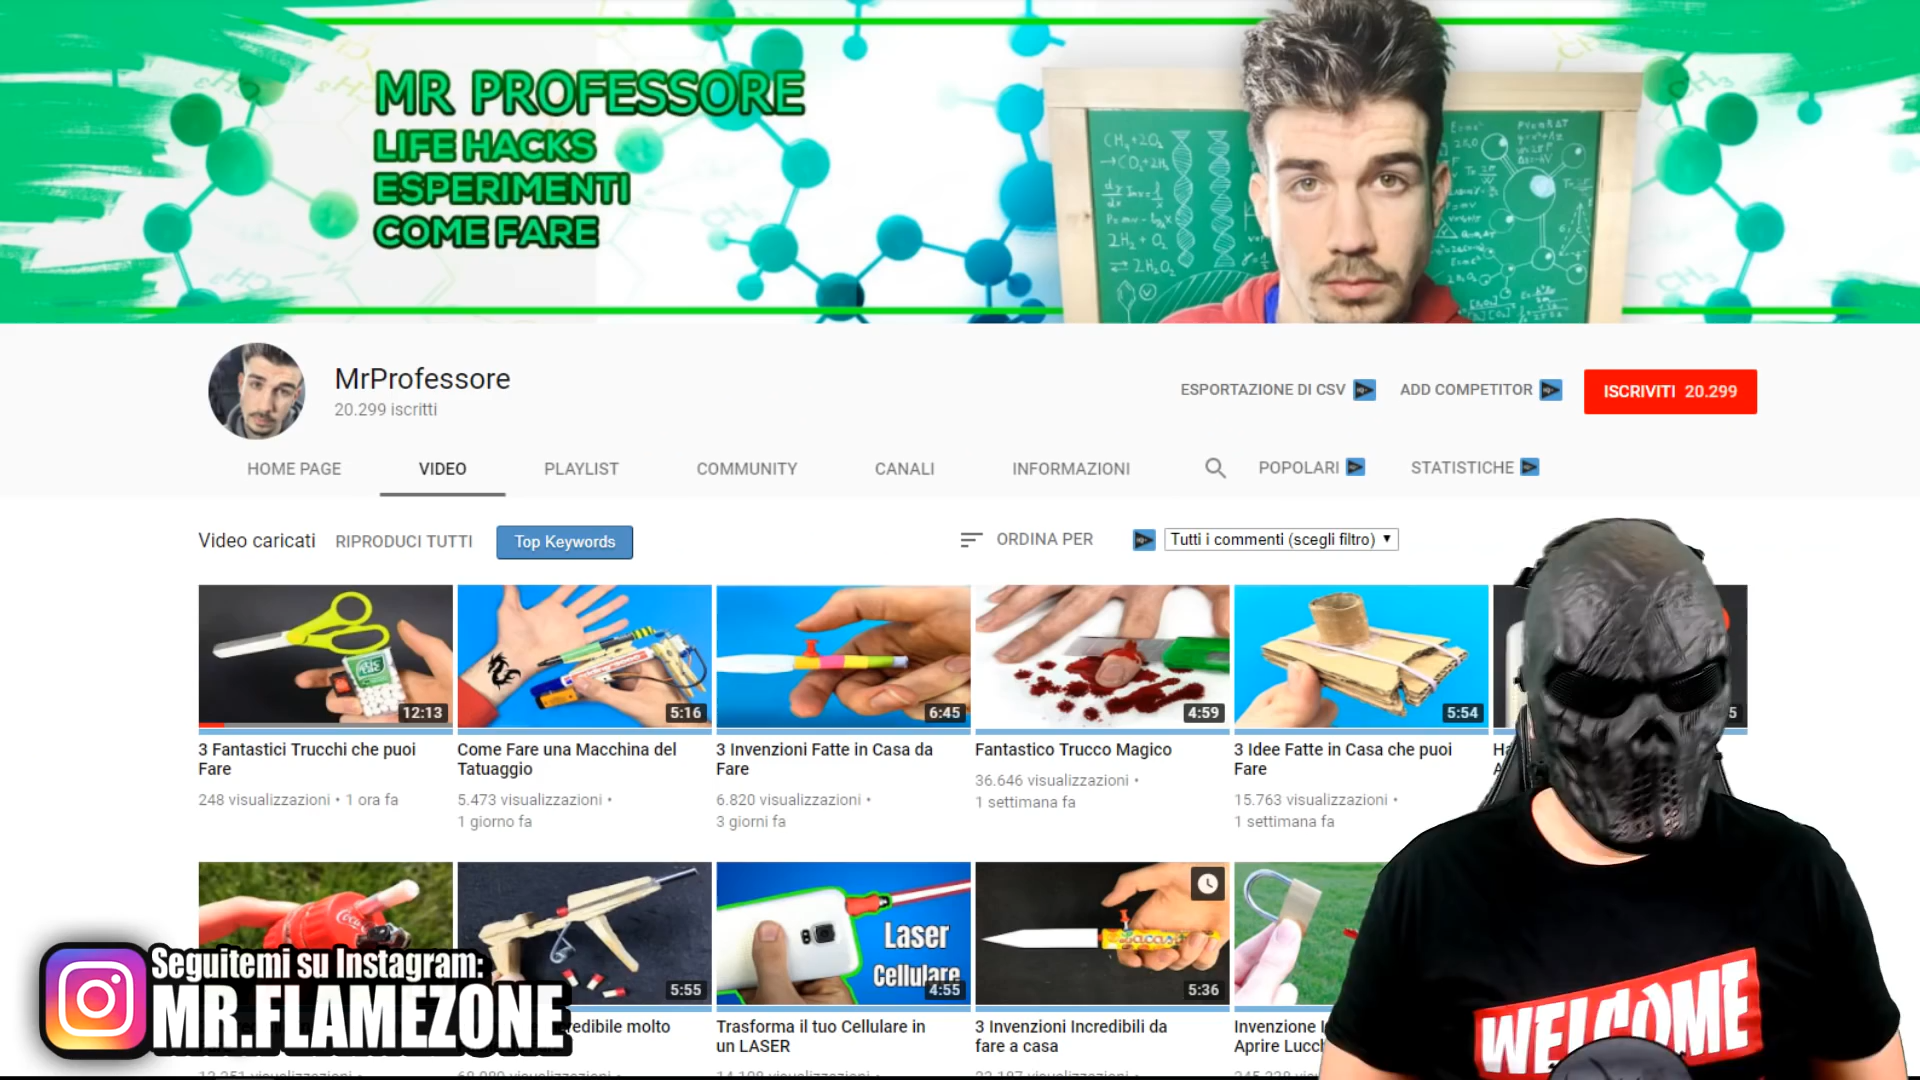 MR PROFESSORE
LIFE HACKS
ESPERIMENTI
COME FARE
MrProfessore
20.299 iscritti
ESPORTAZIONE DI CSV
ADD COMPETITOR
ISCRIVITI 20.299
HOME PAGE
VIDEO
PLAYLIST
COMMUNITY
CANALI
INFORMAZIONI
POPOLARI
STATISTICHE
Video caricati
RIPRODUCI TUTTI
Top Keywords
ORDINA PER
Tutti i commenti (scegli filtro)
12:13
5:16
6:45
4:59
5:54
3 Fantastici Trucchi che puoi
Fare
248 visualizzazioni • 1 ora fa
Come Fare una Macchina del
Tatuaggio
5.473 visualizzazioni •
1 giorno fa
3 Invenzioni Fatte in Casa da
Fare
6.820 visualizzazioni •
3 giorni fa
Fantastico Trucco Magico
36.646 visualizzazioni •
1 settimana fa
3 Idee Fatte in Casa che puoi
Fare
15.763 visualizzazioni •
1 settimana fa
5:55
Laser
Cellulare
4:55
5:36
Trasforma il tuo Cellulare in
un LASER
3 Invenzioni Incredibili da
fare a casa
Invenzione
Aprire
molto
Seguitemi su Instagram:
MR.FLAMEZONE
WELCOME